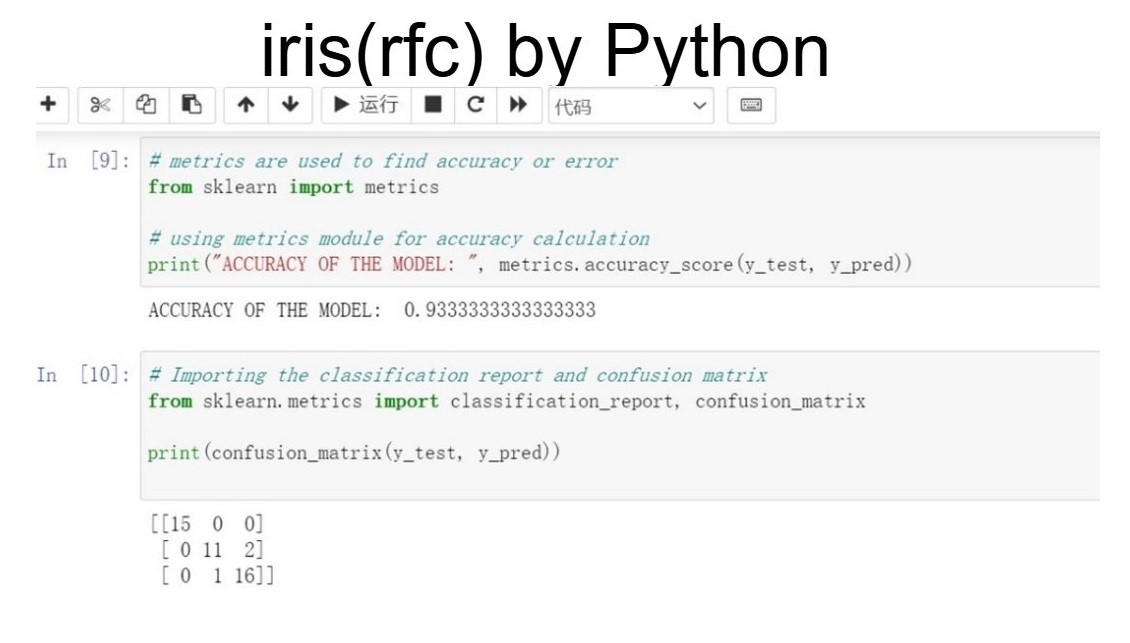 iris(rfc) by Python
运行 代码
In [9]: # metrics are used to find accuracy or error
from sklearn import metrics
# using metrics module for accuracy calculation
print("ACCURACY OF THE MODEL: ", metrics.accuracy_score(y_test, y_pred))
ACCURACY OF THE MODEL: 0.9333333333333333
In [10]: # Importing the classification report and confusion matrix
from sklearn.metrics import classification_report, confusion_matrix
print(confusion_matrix(y_test, y_pred))
[[15 0 0]
[ 0 11 2]
[ 0 1 16]]